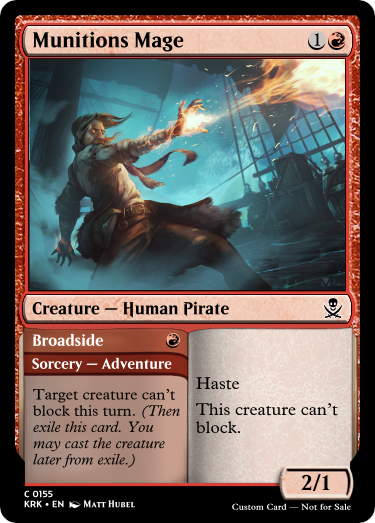 Munitions Mage 1
Creature — Human Pirate
Broadside
Sorcery — Adventure
Target creature can't
block this turn. (Then
exile this card. You
may cast the creature
later from exile.)
Haste
This creature can't
block.
2/1
C 0155
KRK • EN Matt Hubel
Custom Card — Not for Sale